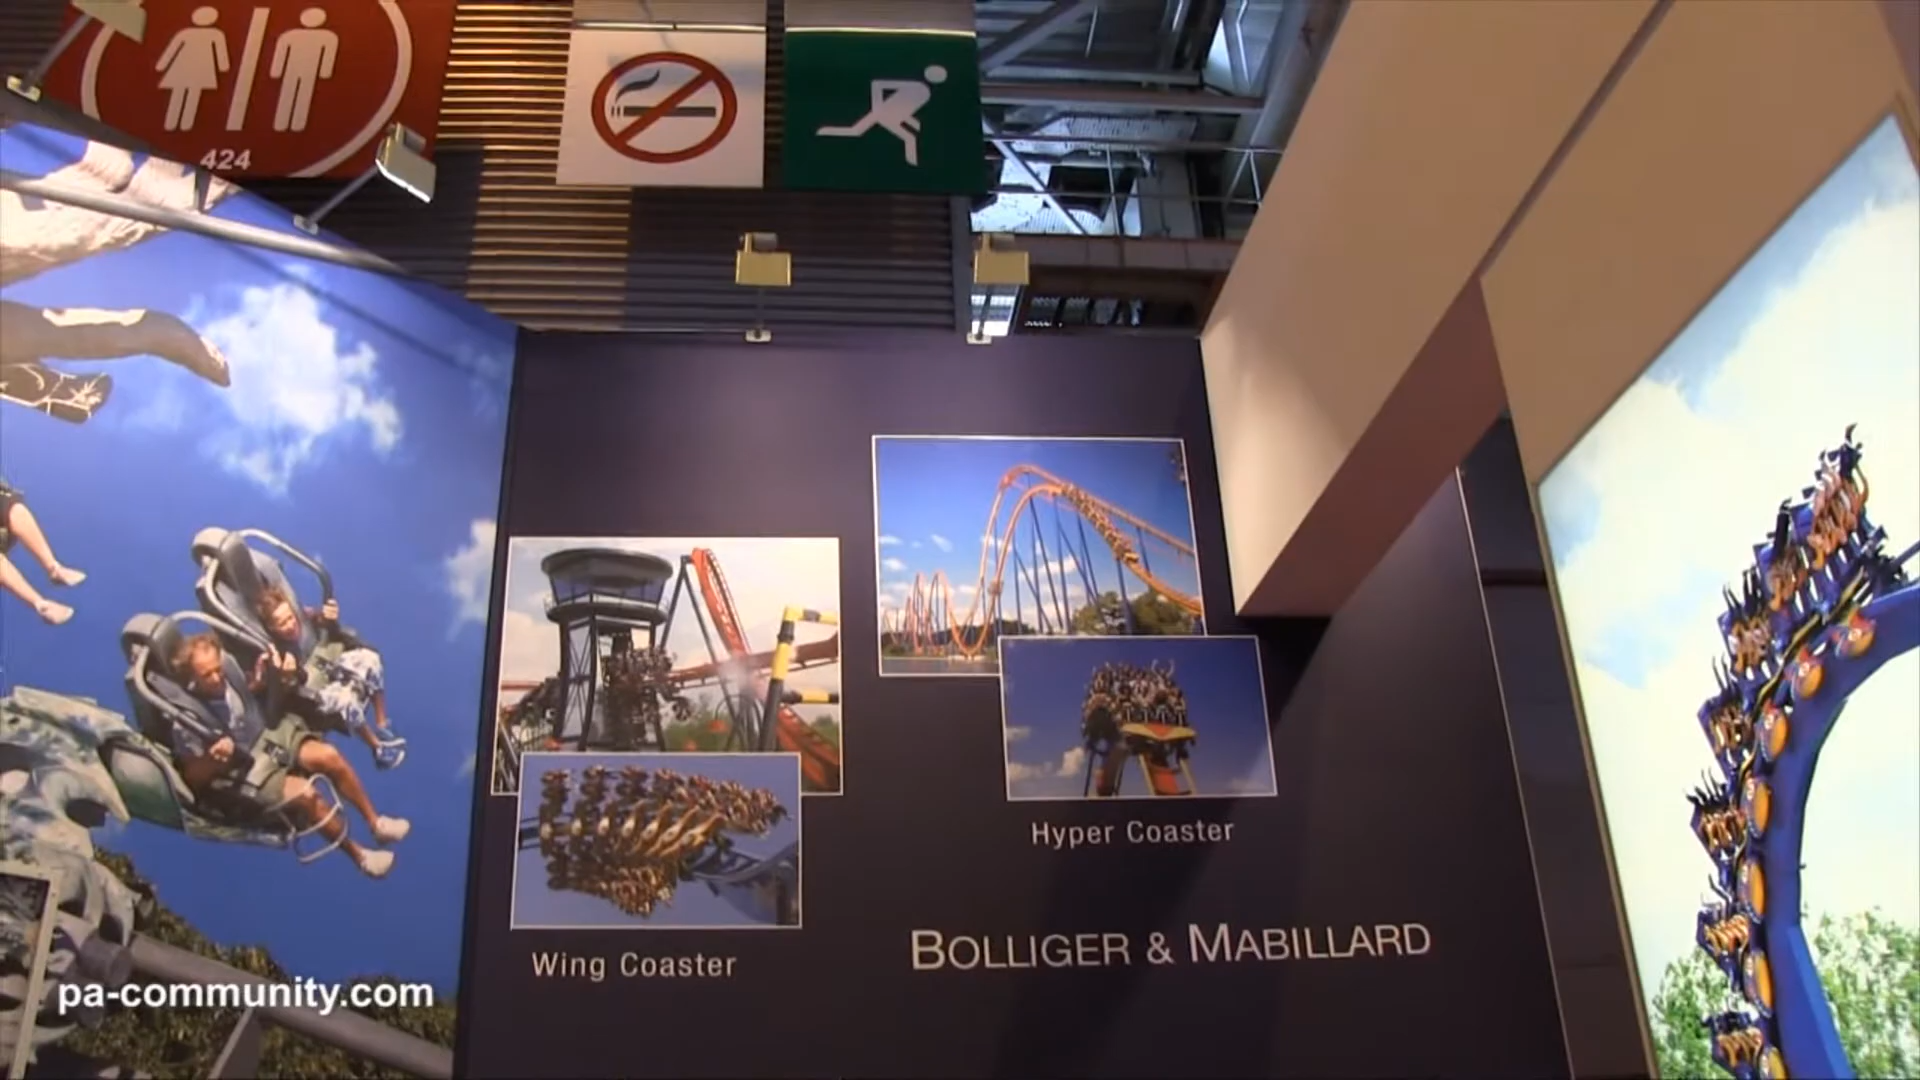 424
Hyper Coaster
Wing Coaster
BOLLIGER & MABILLARD
pa-community.com